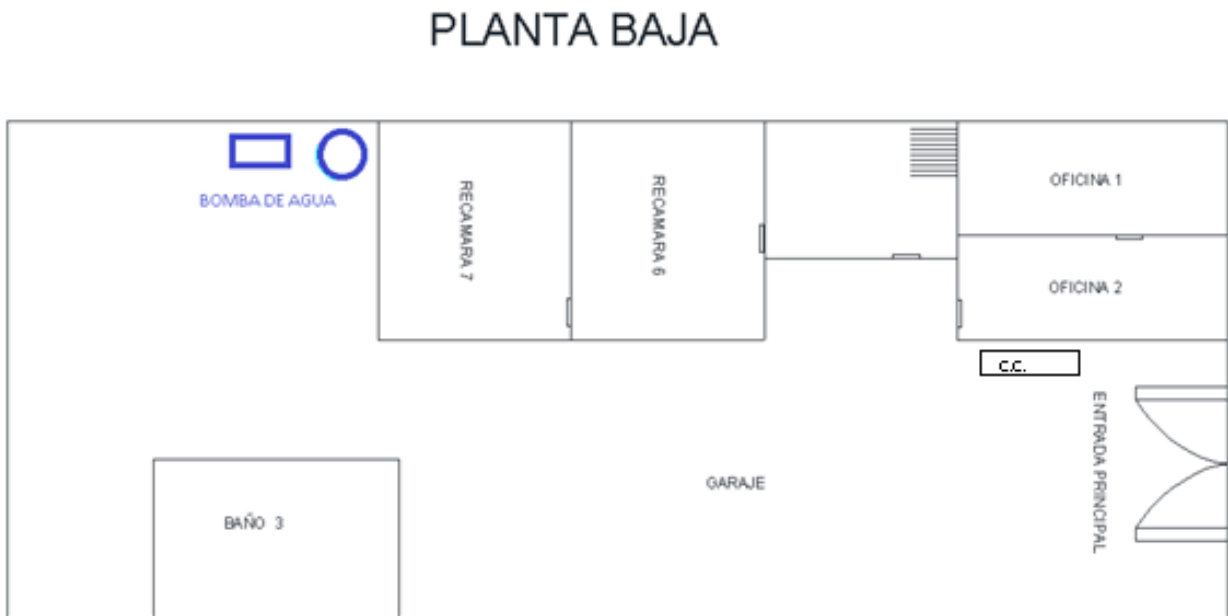 PLANTA BAJA
BOMBA DE AGUA
RECAMARA 7
RECAMARA 6
OFICINA 1
OFICINA 2
C.C.
ENTRADA PRINCIPAL
GARAJE
BAÑO 3